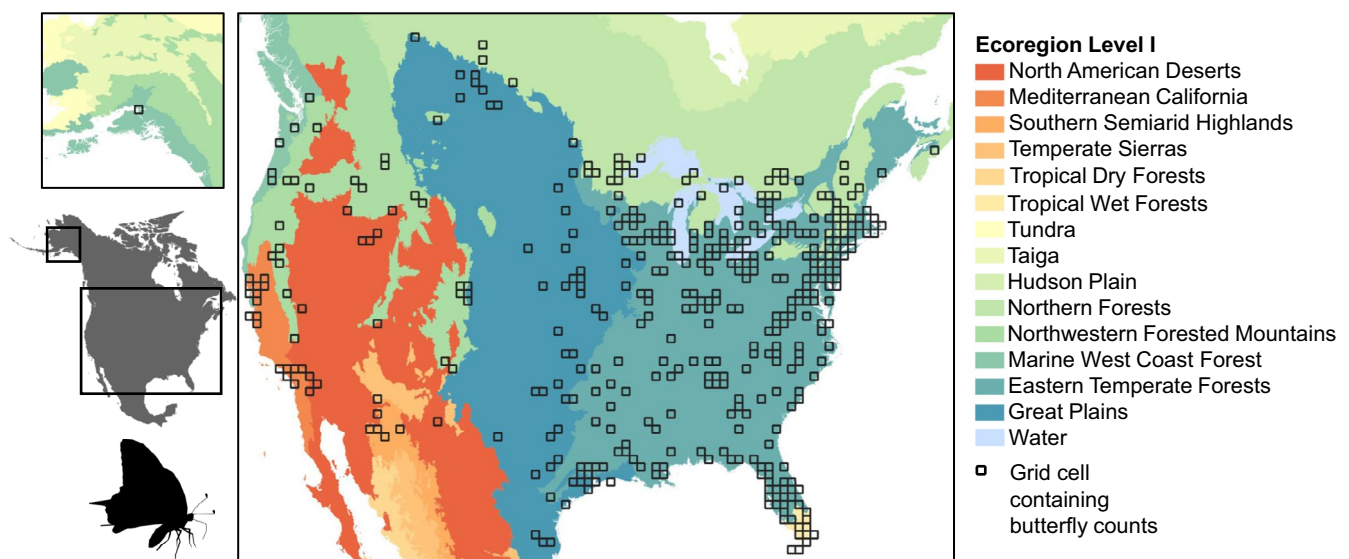 Ecoregion Level I
North American Deserts
Mediterranean California
Southern Semiarid Highlands
Temperate Sierras
Tropical Dry Forests
Tropical Wet Forests
Tundra
Taiga
Hudson Plain
Northern Forests
Northwestern Forested Mountains
Marine West Coast Forest
Eastern Temperate Forests
Great Plains
Water
Grid cell
containing
butterfly counts